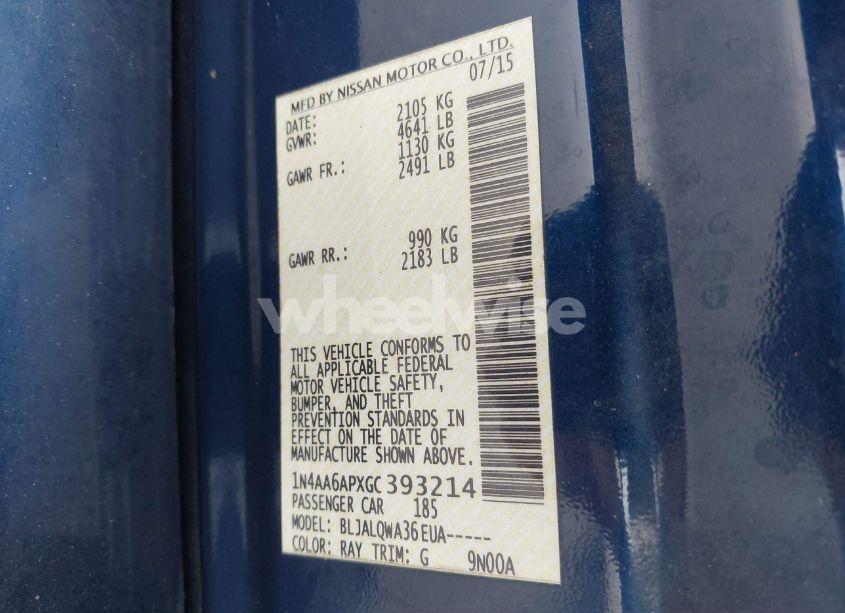 MFD BY NISSAN MOTOR CO., LTD.
DATE: 07/15
GVWR: 2105 KG
4641 LB
GAWR FR.: 1130 KG
2491 LB
GAWR RR.: 990 KG
2183 LB
wheelwise
THIS VEHICLE CONFORMS TO
ALL APPLICABLE FEDERAL
MOTOR VEHICLE SAFETY,
BUMPER, AND THEFT
PREVENTION STANDARDS IN
EFFECT ON THE DATE OF
MANUFACTURE SHOWN ABOVE.
1N4AA6APXGC393214
PASSENGER CAR 185
MODEL: BLJALQWA36EUA-----
COLOR: RAY TRIM: G 9N00A